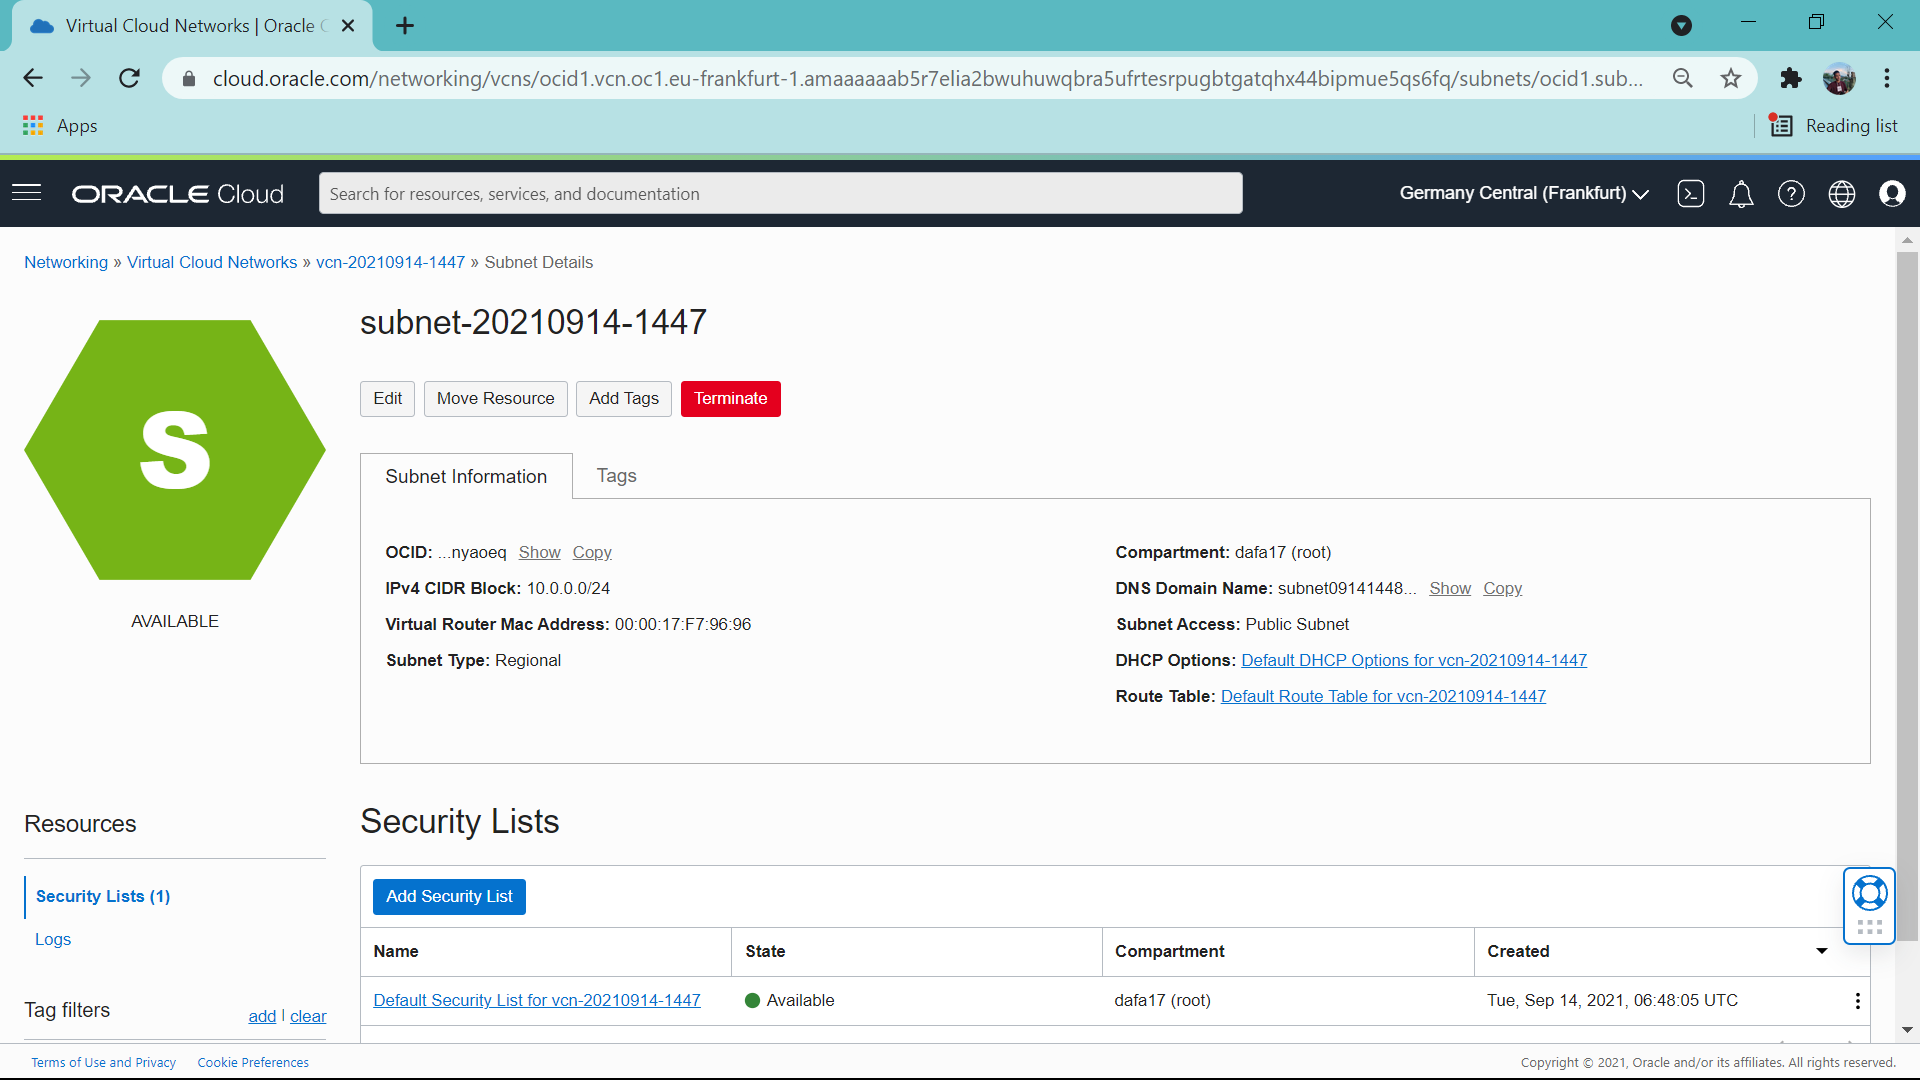 Virtual Cloud Networks | Oracle C
cloud.oracle.com/networking/vcns/ocid1.vcn.oc1.eu-frankfurt-1.amaaaaaab5r7elia2bwuhuwqbra5ufrtesrpugbtgatqhx44bipmue5qs6fq/subnets/ocid1.sub...
Apps
Reading list
ORACLE Cloud
Search for resources, services, and documentation
Germany Central (Frankfurt)
Networking » Virtual Cloud Networks » vcn-20210914-1447 » Subnet Details
S
AVAILABLE
subnet-20210914-1447
Edit Move Resource Add Tags Terminate
Subnet Information Tags
OCID: ...nyaoeq Show Copy
IPv4 CIDR Block: 10.0.0.0/24
Virtual Router Mac Address: 00:00:17:F7:96:96
Subnet Type: Regional
Compartment: dafa17 (root)
DNS Domain Name: subnet09141448... Show Copy
Subnet Access: Public Subnet
DHCP Options: Default DHCP Options for vcn-20210914-1447
Route Table: Default Route Table for vcn-20210914-1447
Resources
Security Lists (1)
Logs
Tag filters add | clear
Security Lists
Add Security List
Name State Compartment Created
Default Security List for vcn-20210914-1447 Available dafa17 (root) Tue, Sep 14, 2021, 06:48:05 UTC
Terms of Use and Privacy Cookie Preferences
Copyright © 2021, Oracle and/or its affiliates. All rights reserved.